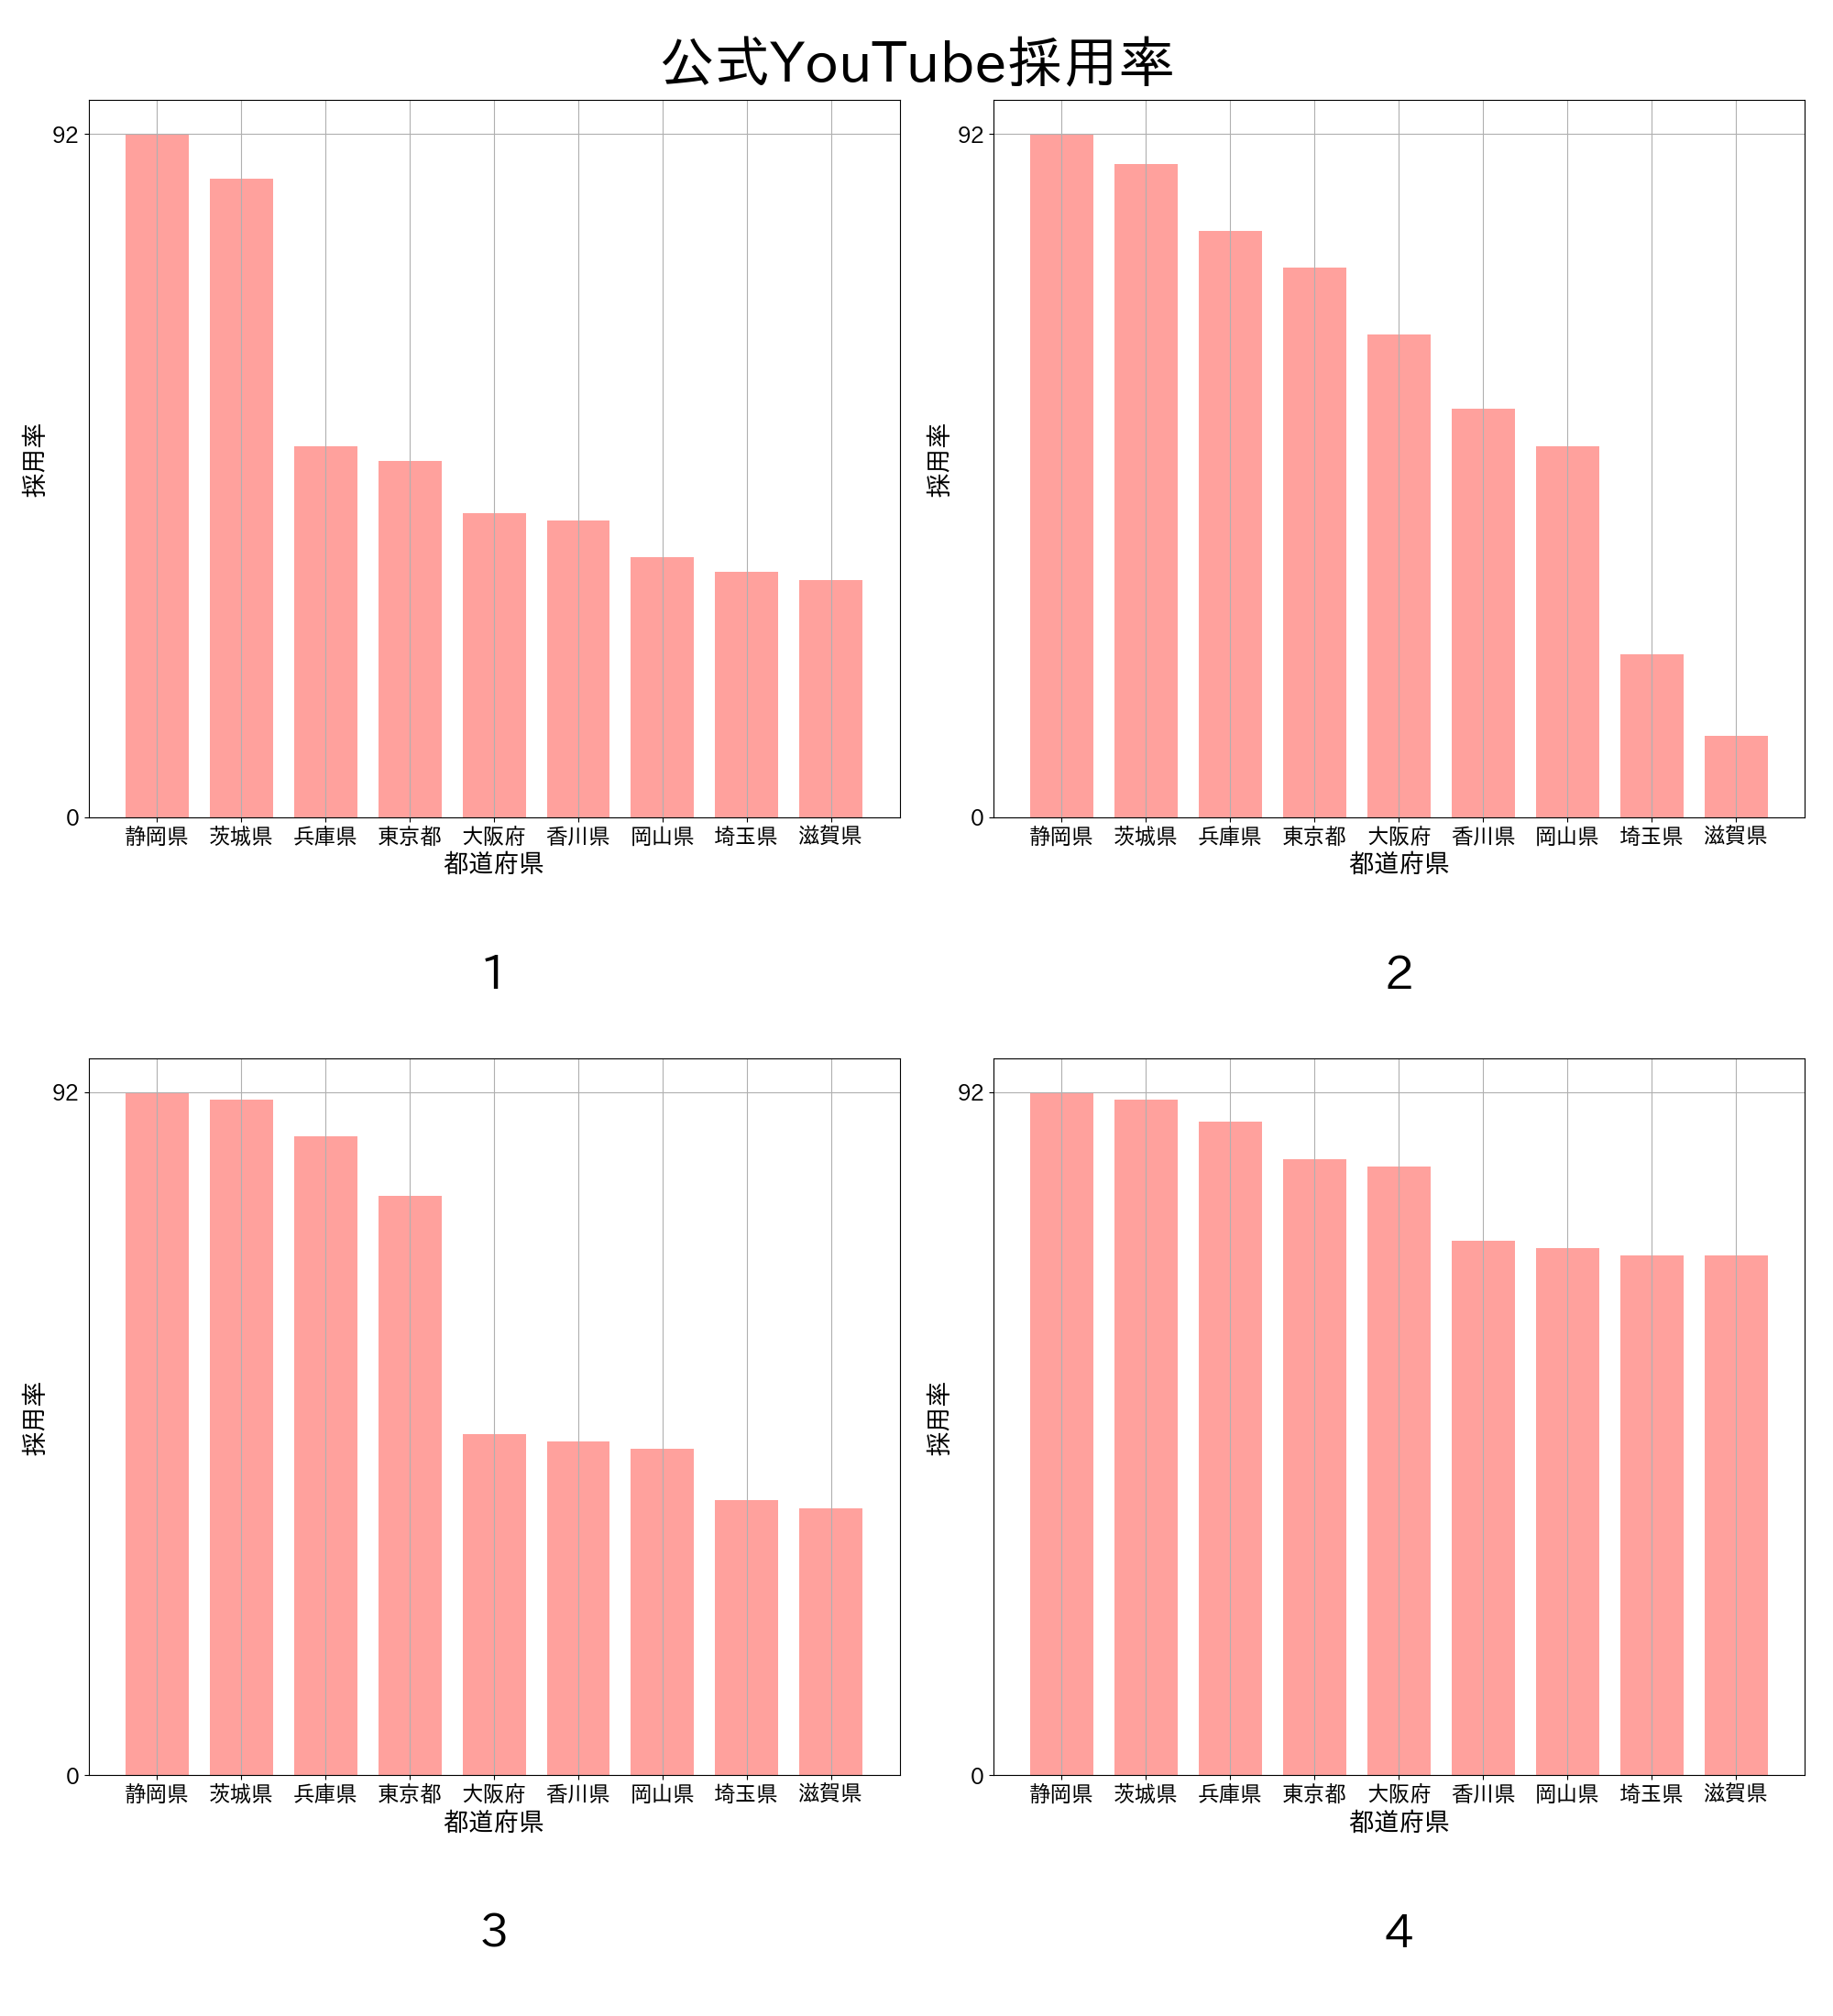 公式YouTube採用率
92
採用率
0
静岡県 茨城県 兵庫県 東京都 大阪府 香川県 岡山県 埼玉県 滋賀県
都道府県
1
92
採用率
0
静岡県 茨城県 兵庫県 東京都 大阪府 香川県 岡山県 埼玉県 滋賀県
都道府県
2
92
採用率
0
静岡県 茨城県 兵庫県 東京都 大阪府 香川県 岡山県 埼玉県 滋賀県
都道府県
3
92
採用率
0
静岡県 茨城県 兵庫県 東京都 大阪府 香川県 岡山県 埼玉県 滋賀県
都道府県
4